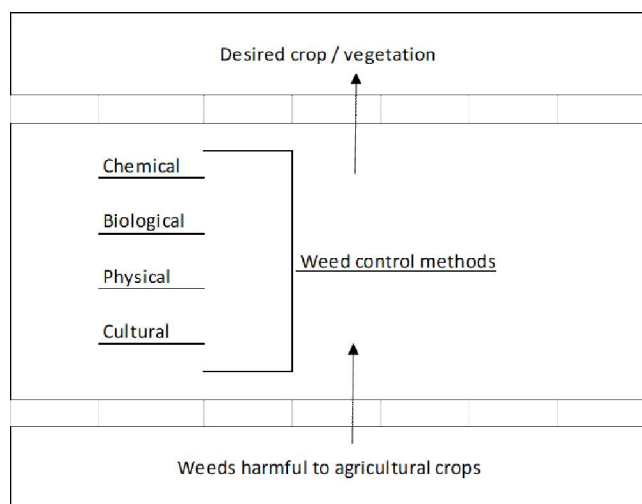 Desired crop / vegetation
Chemical
Biological
Weed control methods
Physical
Cultural
Weeds harmful to agricultural crops